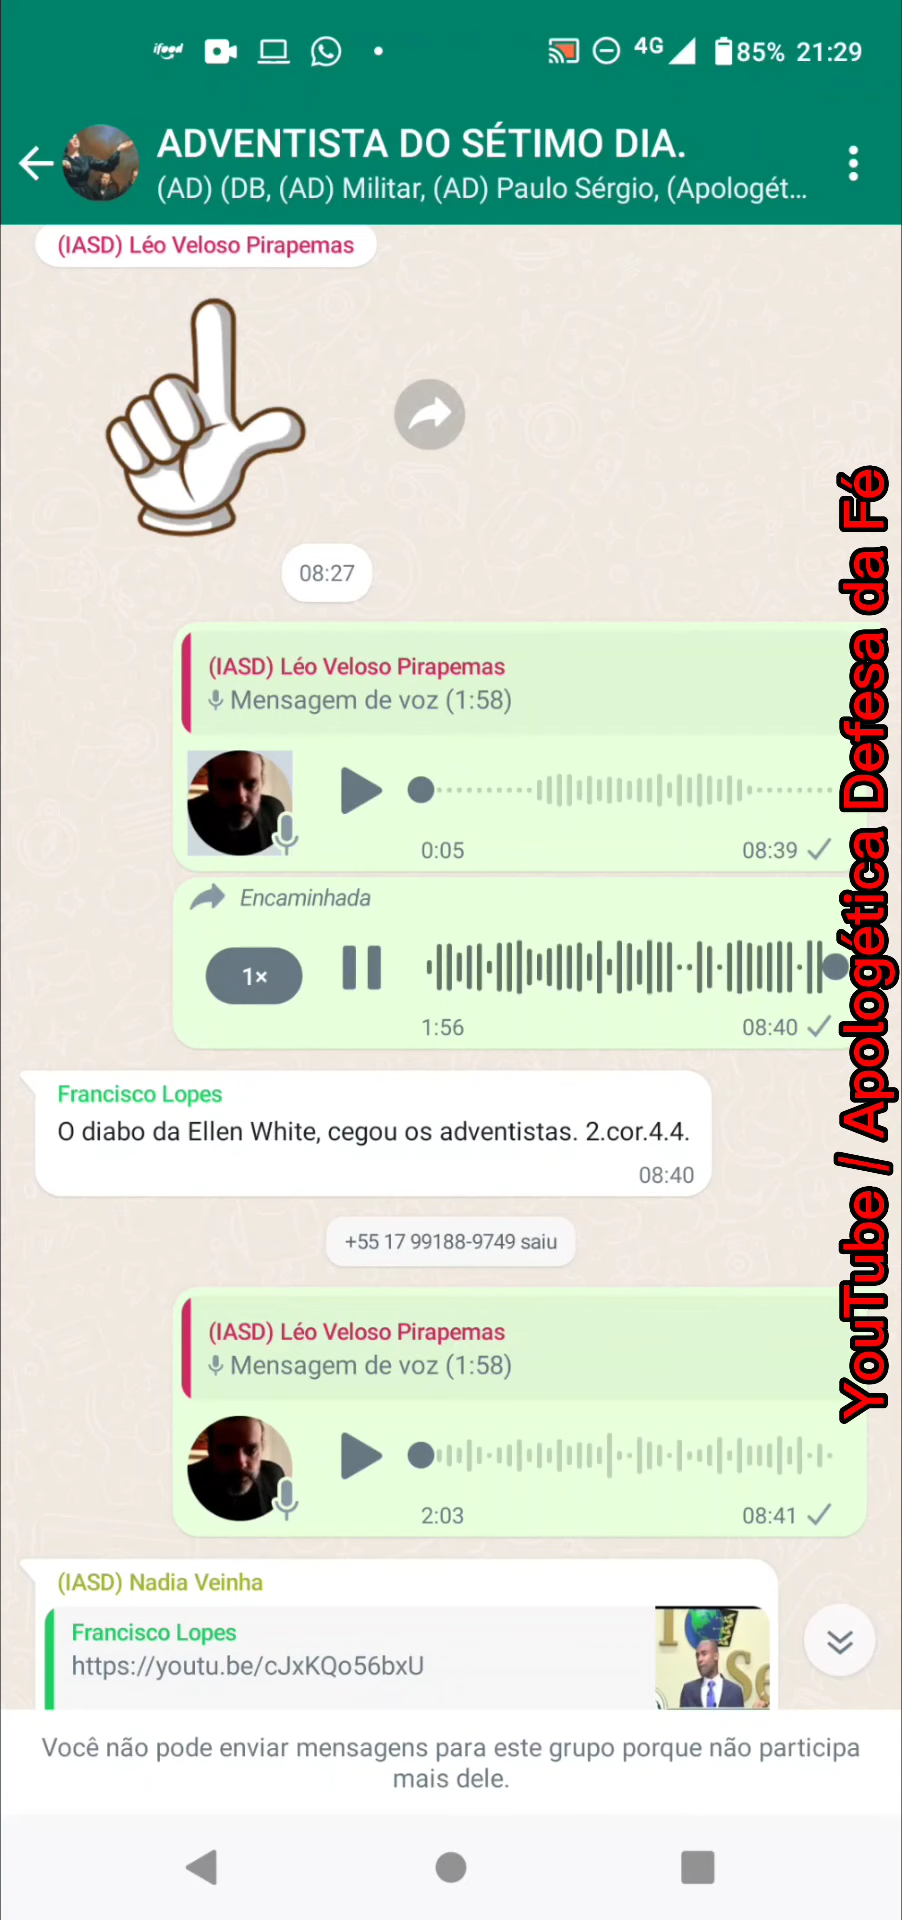 ifood
4G
85% 21:29
ADVENTISTA DO SÉTIMO DIA.
(AD) (DB, (AD) Militar, (AD) Paulo Sérgio, (Apologét...
(IASD) Léo Veloso Pirapemas
08:27
(IASD) Léo Veloso Pirapemas
Mensagem de voz (1:58)
0:05
08:39
Encaminhada
1×
1:56
08:40
Francisco Lopes
O diabo da Ellen White, cegou os adventistas. 2.cor.4.4.
08:40
+55 17 99188-9749 saiu
(IASD) Léo Veloso Pirapemas
Mensagem de voz (1:58)
2:03
08:41
(IASD) Nadia Veinha
Francisco Lopes
https://youtu.be/cJxKQo56bxU
Você não pode enviar mensagens para este grupo porque não participa
mais dele.
YouTube / Apologética Defesa da Fé